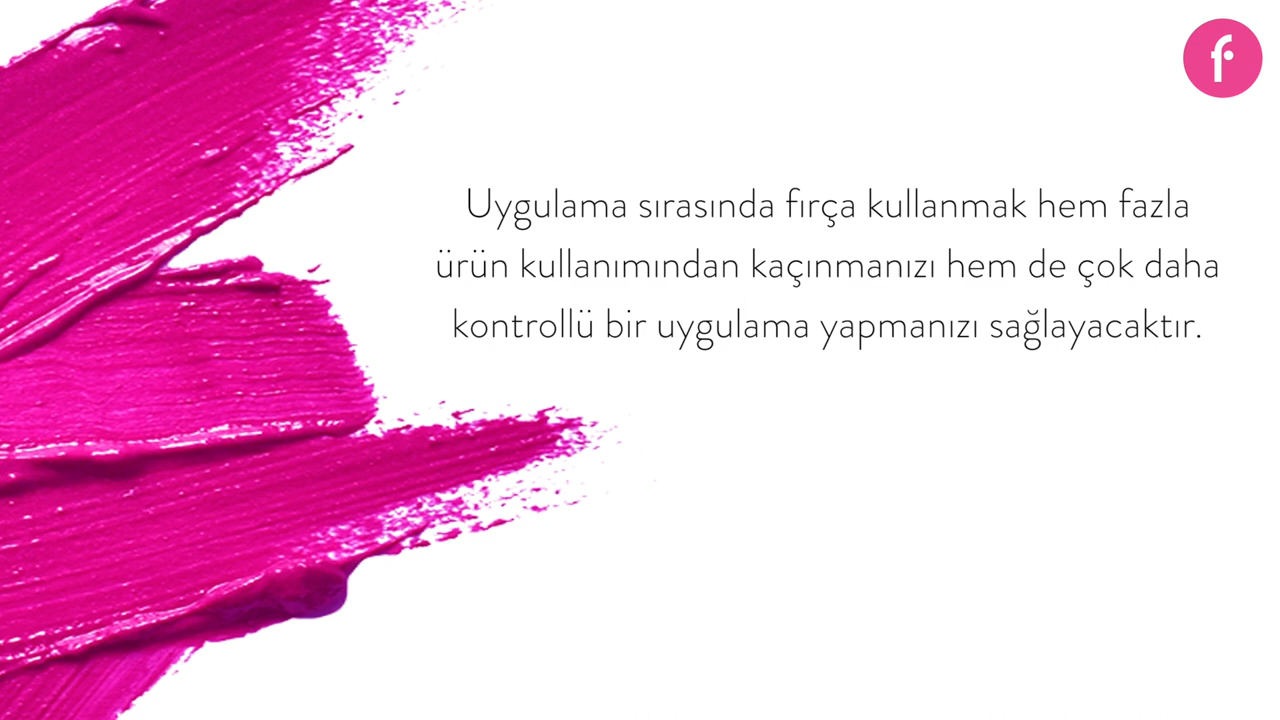 f
Uygulama sırasında fırça kullanmak hem fazla
ürün kullanımından kaçınmanızı hem de çok daha
kontrollü bir uygulama yapmanızı sağlayacaktır.